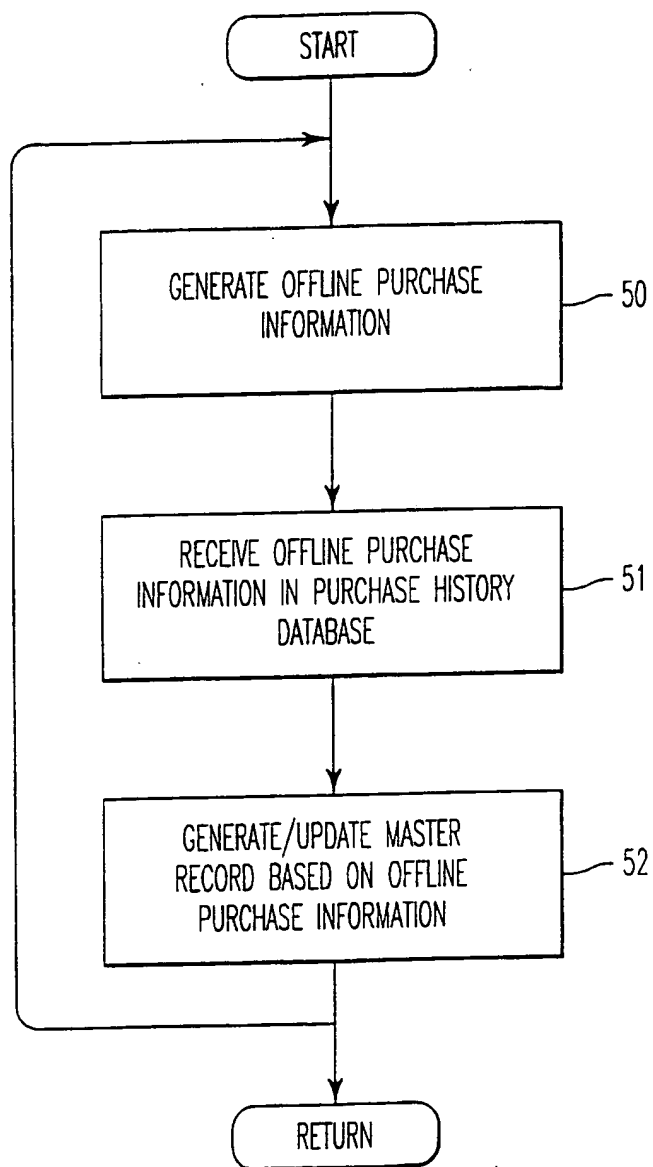 START
GENERATE OFFLINE PURCHASE
INFORMATION
50
RECEIVE OFFLINE PURCHASE
INFORMATION IN PURCHASE HISTORY
DATABASE
51
GENERATE/UPDATE MASTER
RECORD BASED ON OFFLINE
PURCHASE INFORMATION
52
RETURN